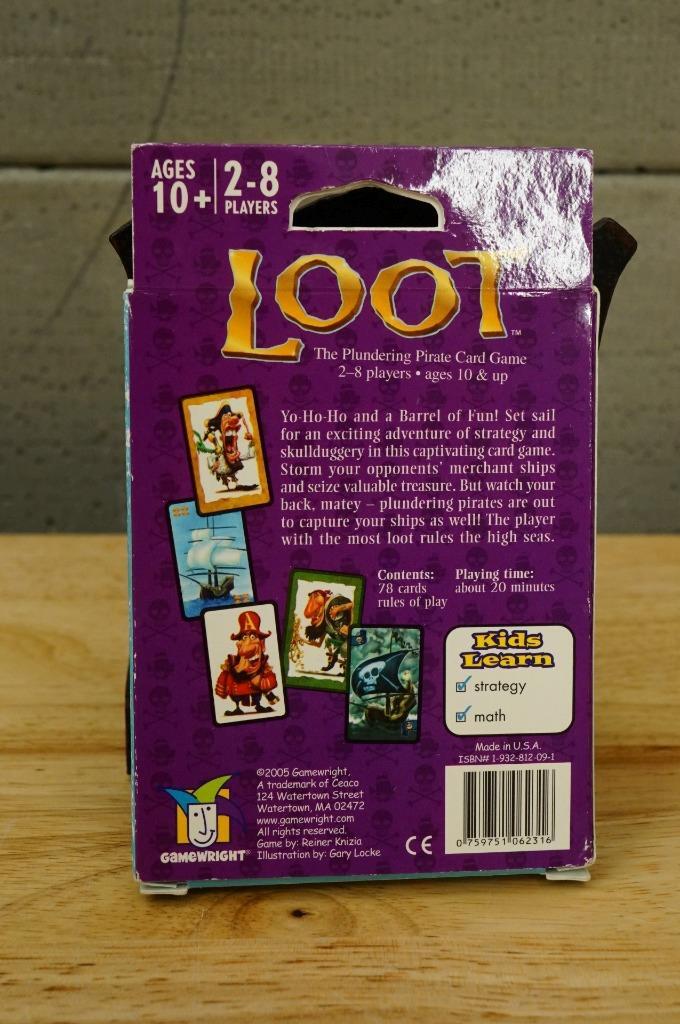 AGES
10+
2-8
PLAYERS
LOOT™
The Plundering Pirate Card Game
2–8 players • ages 10 & up
Yo-Ho-Ho and a Barrel of Fun! Set sail
for an exciting adventure of strategy and
skullduggery in this captivating card game.
Storm your opponents' merchant ships
and seize valuable treasure. But watch your
back, matey – plundering pirates are out
to capture your ships as well! The player
with the most loot rules the high seas.
Contents:
78 cards
rules of play
Playing time:
about 20 minutes
A
Kids
Learn
strategy
math
Made in U.S.A.
ISBN# 1-932-812-09-1
©2005 Gamewright,
A trademark of Ceaco
124 Watertown Street
Watertown, MA 02472
www.gamewright.com
All rights reserved.
Game by: Reiner Knizia
Illustration by: Gary Locke
GAMEWRIGHT®
CE
0 759751 062316